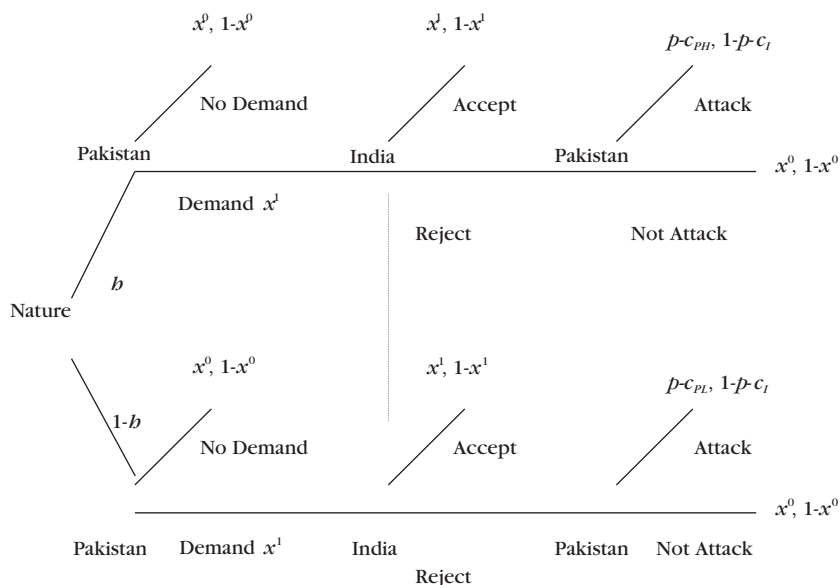 x⁰, 1-x⁰ x¹, 1-x¹
p-c_PH, 1-p-c_I
No Demand Accept Attack
Pakistan India Pakistan
x⁰, 1-x⁰
Demand x¹
Reject Not Attack
b
Nature
x⁰, 1-x⁰ x¹, 1-x¹
p-c_PL, 1-p-c_I
1-b
No Demand Accept Attack
x⁰, 1-x⁰
Pakistan Demand x¹ India Pakistan Not Attack
Reject